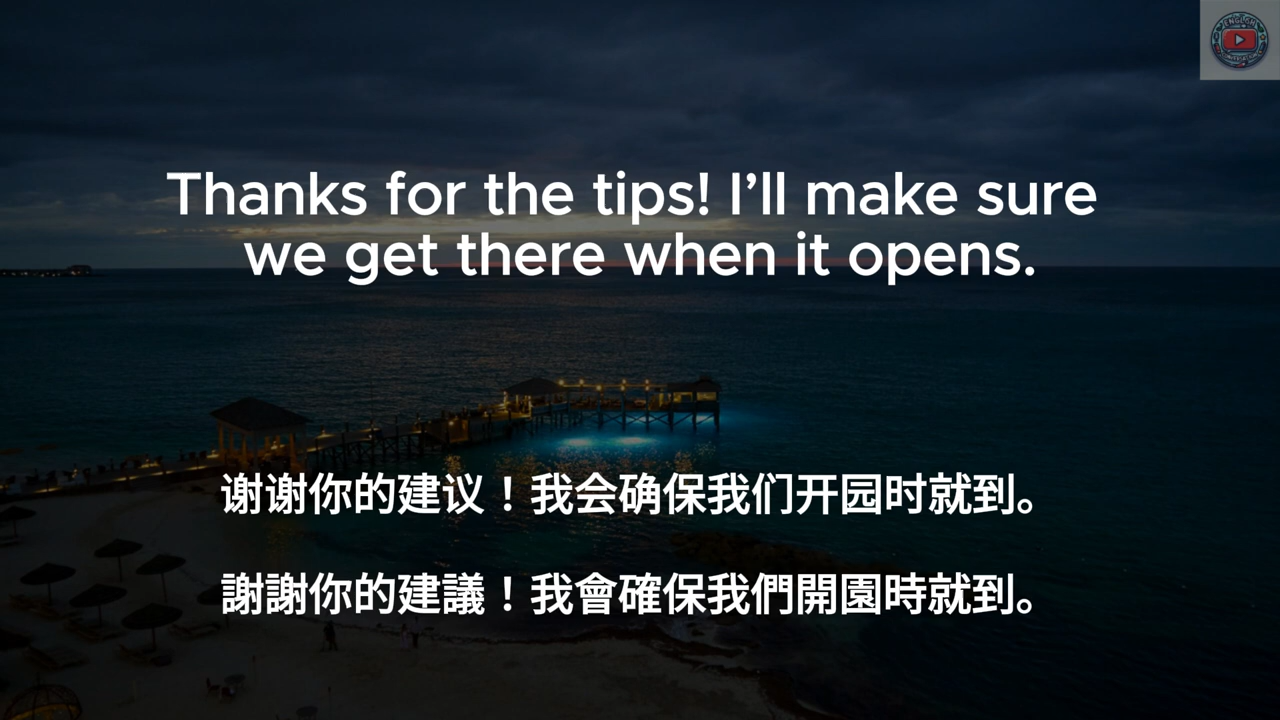 Thanks for the tips! I’ll make sure
we get there when it opens.
谢谢你的建议！我会确保我们开园时就到。
謝謝你的建議！我會確保我們開園時就到。